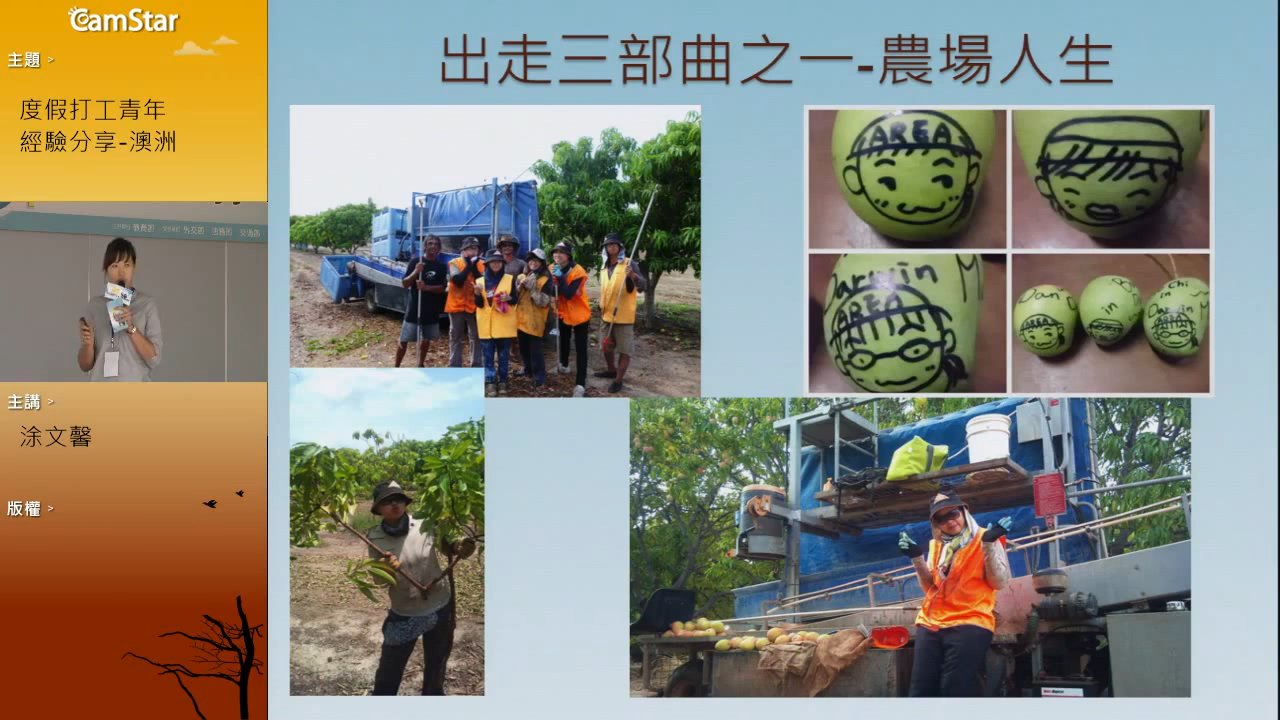 CamStar
主題 >
度假打工青年
經驗分享-澳洲
主講 >
涂文馨
版權 >
出走三部曲之一-農場人生
AREA
Darwin
AREA
AREA